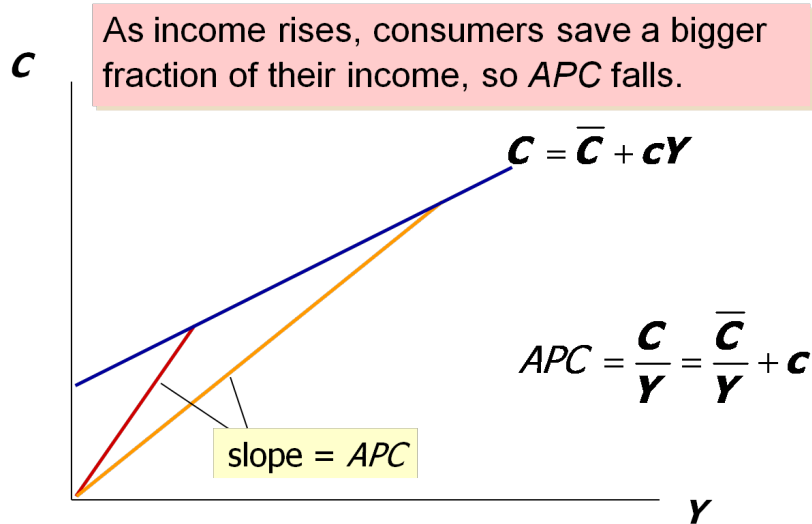 As income rises, consumers save a bigger
fraction of their income, so APC falls.
C
C = C̅ + cY
APC = C/Y = C̅/Y + c
slope = APC
Y